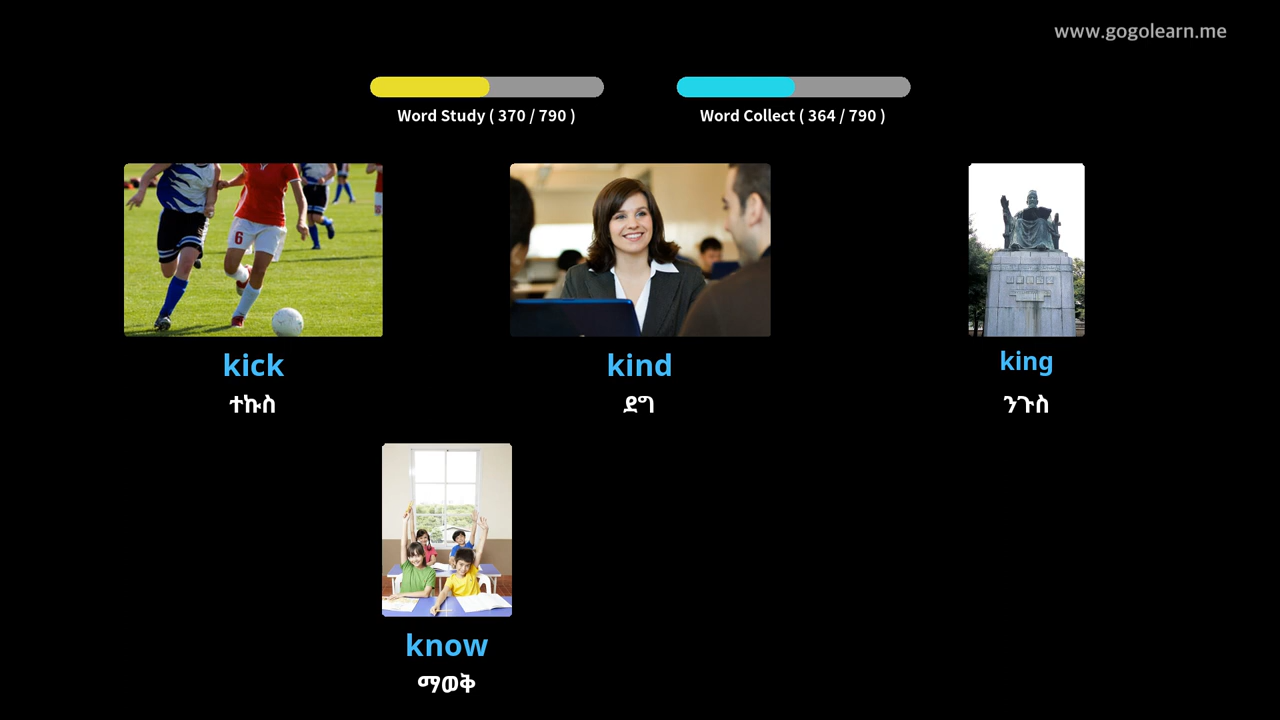 www.gogolearn.me
Word Study ( 370 / 790 )
Word Collect ( 364 / 790 )
kick
ተኩስ
kind
ደግ
king
ንጉስ
know
ማወቅ